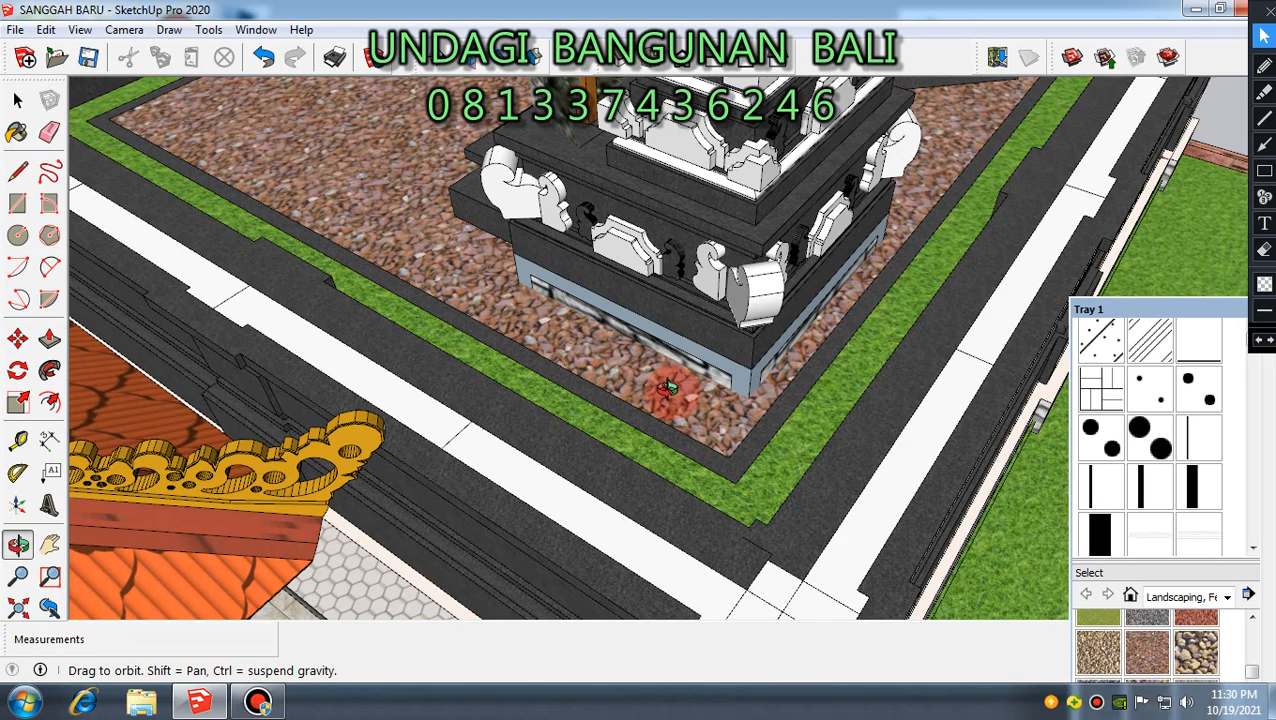 SANGGAH BARU - SketchUp Pro 2020
File Edit View Camera Draw Tools Window Help
UNDAGI BANGUNAN BALI
081337436246
Tray 1
A1
Select
Landscaping, Fe
Measurements
Drag to orbit. Shift = Pan, Ctrl = suspend gravity.
11:30 PM
10/19/2021